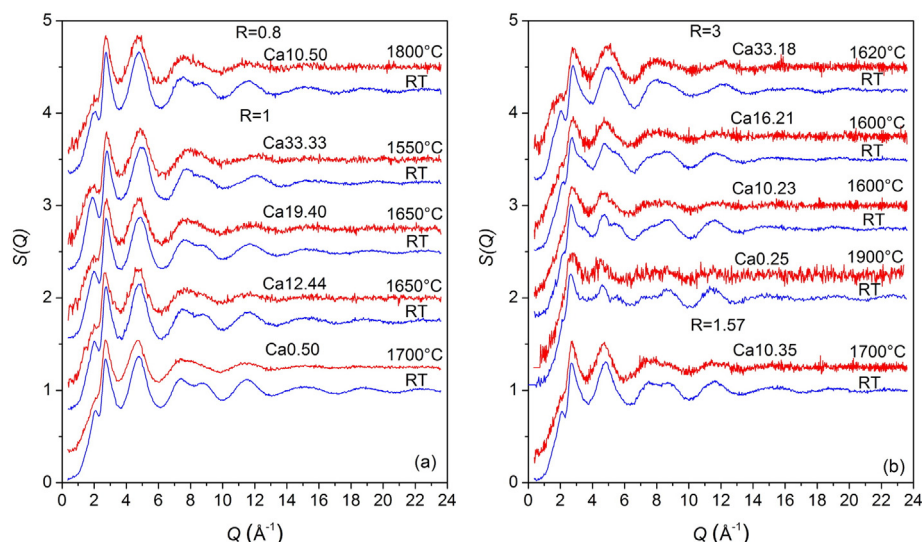 5
4
3
2
1
0
S(Q)
R=0.8
Ca10.50
1800°C
RT
R=1
Ca33.33
1550°C
RT
Ca19.40
1650°C
RT
Ca12.44
1650°C
RT
Ca0.50
1700°C
RT
(a)
0 2 4 6 8 10 12 14 16 18 20 22 24
Q (Å⁻¹)
5
4
3
2
1
0
S(Q)
R=3
Ca33.18
1620°C
RT
Ca16.21
1600°C
RT
Ca10.23
1600°C
RT
Ca0.25
1900°C
RT
R=1.57
Ca10.35
1700°C
RT
(b)
0 2 4 6 8 10 12 14 16 18 20 22 24
Q (Å⁻¹)